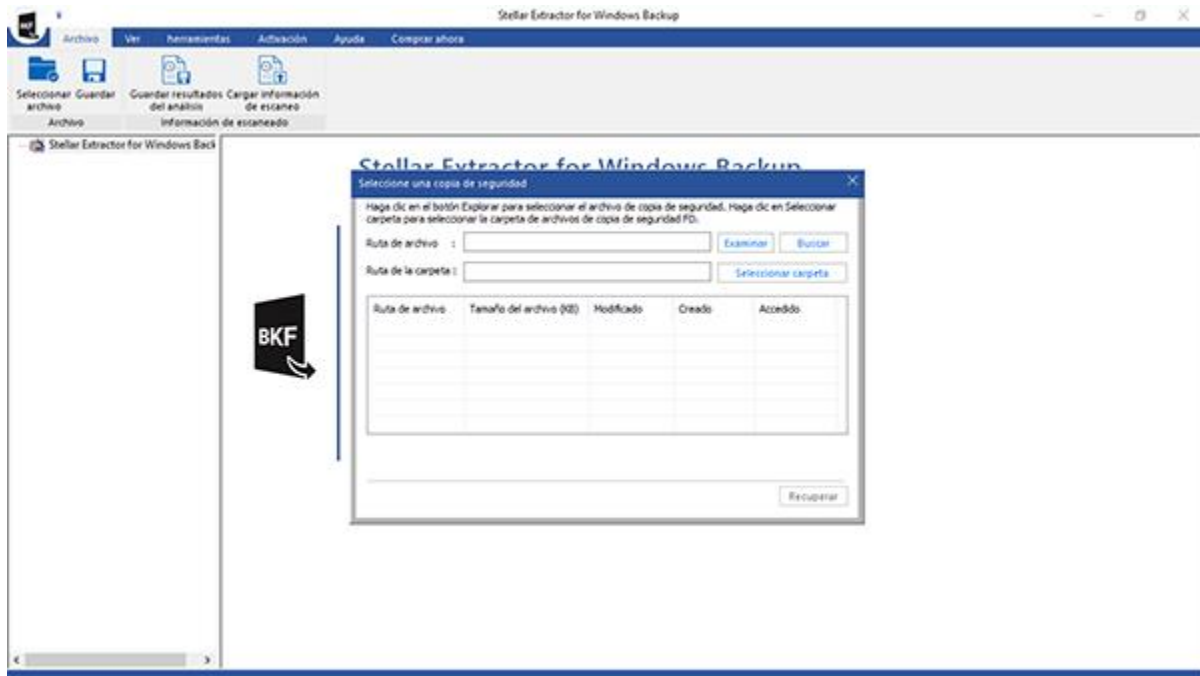 Stellar Extractor for Windows Backup
Archivo Ver herramientas Activación Ayuda Comprar ahora
Seleccionar Guardar Guardar resultados Cargar información
archivo del análisis de escaneo
Archivo Información de escaneado
Stellar Extractor for Windows Back
Stellar Extractor for Windows Backup
Seleccione una copia de seguridad
Haga clic en el botón Explorar para seleccionar el archivo de copia de seguridad. Haga clic en Seleccionar
carpeta para seleccionar la carpeta de archivos de copia de seguridad FD.
Ruta de archivo : Examinar Buscar
Ruta de la carpeta : Seleccionar carpeta
Ruta de archivo Tamaño del archivo (KB) Modificado Creado Accedido
BKF
Recuperar